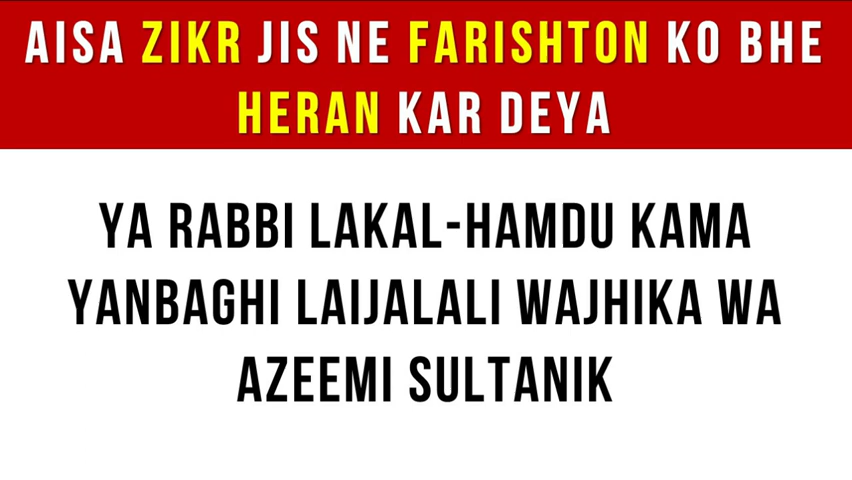 AISA ZIKR JIS NE FARISHTON KO BHE
HERAN KAR DEYA
YA RABBI LAKAL-HAMDU KAMA
YANBAGHI LAIJALALI WAJHIKA WA
AZEEMI SULTANIK